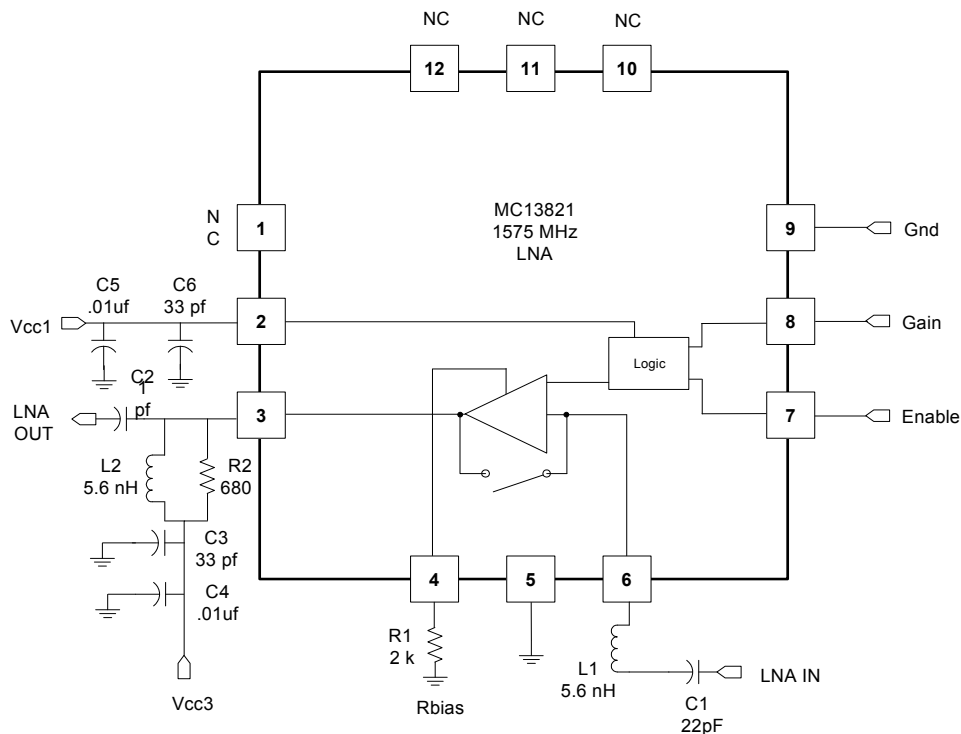 NC
NC
NC
12
11
10
N
C
1
MC13821
1575 MHz
LNA
9
Gnd
C5
.01uf
C6
33 pf
Vcc1
2
8
Gain
Logic
C2
1
pf
LNA
OUT
3
7
Enable
L2
5.6 nH
R2
680
C3
33 pf
4
5
6
C4
.01uf
R1
2 k
Rbias
L1
5.6 nH
LNA IN
C1
22pF
Vcc3